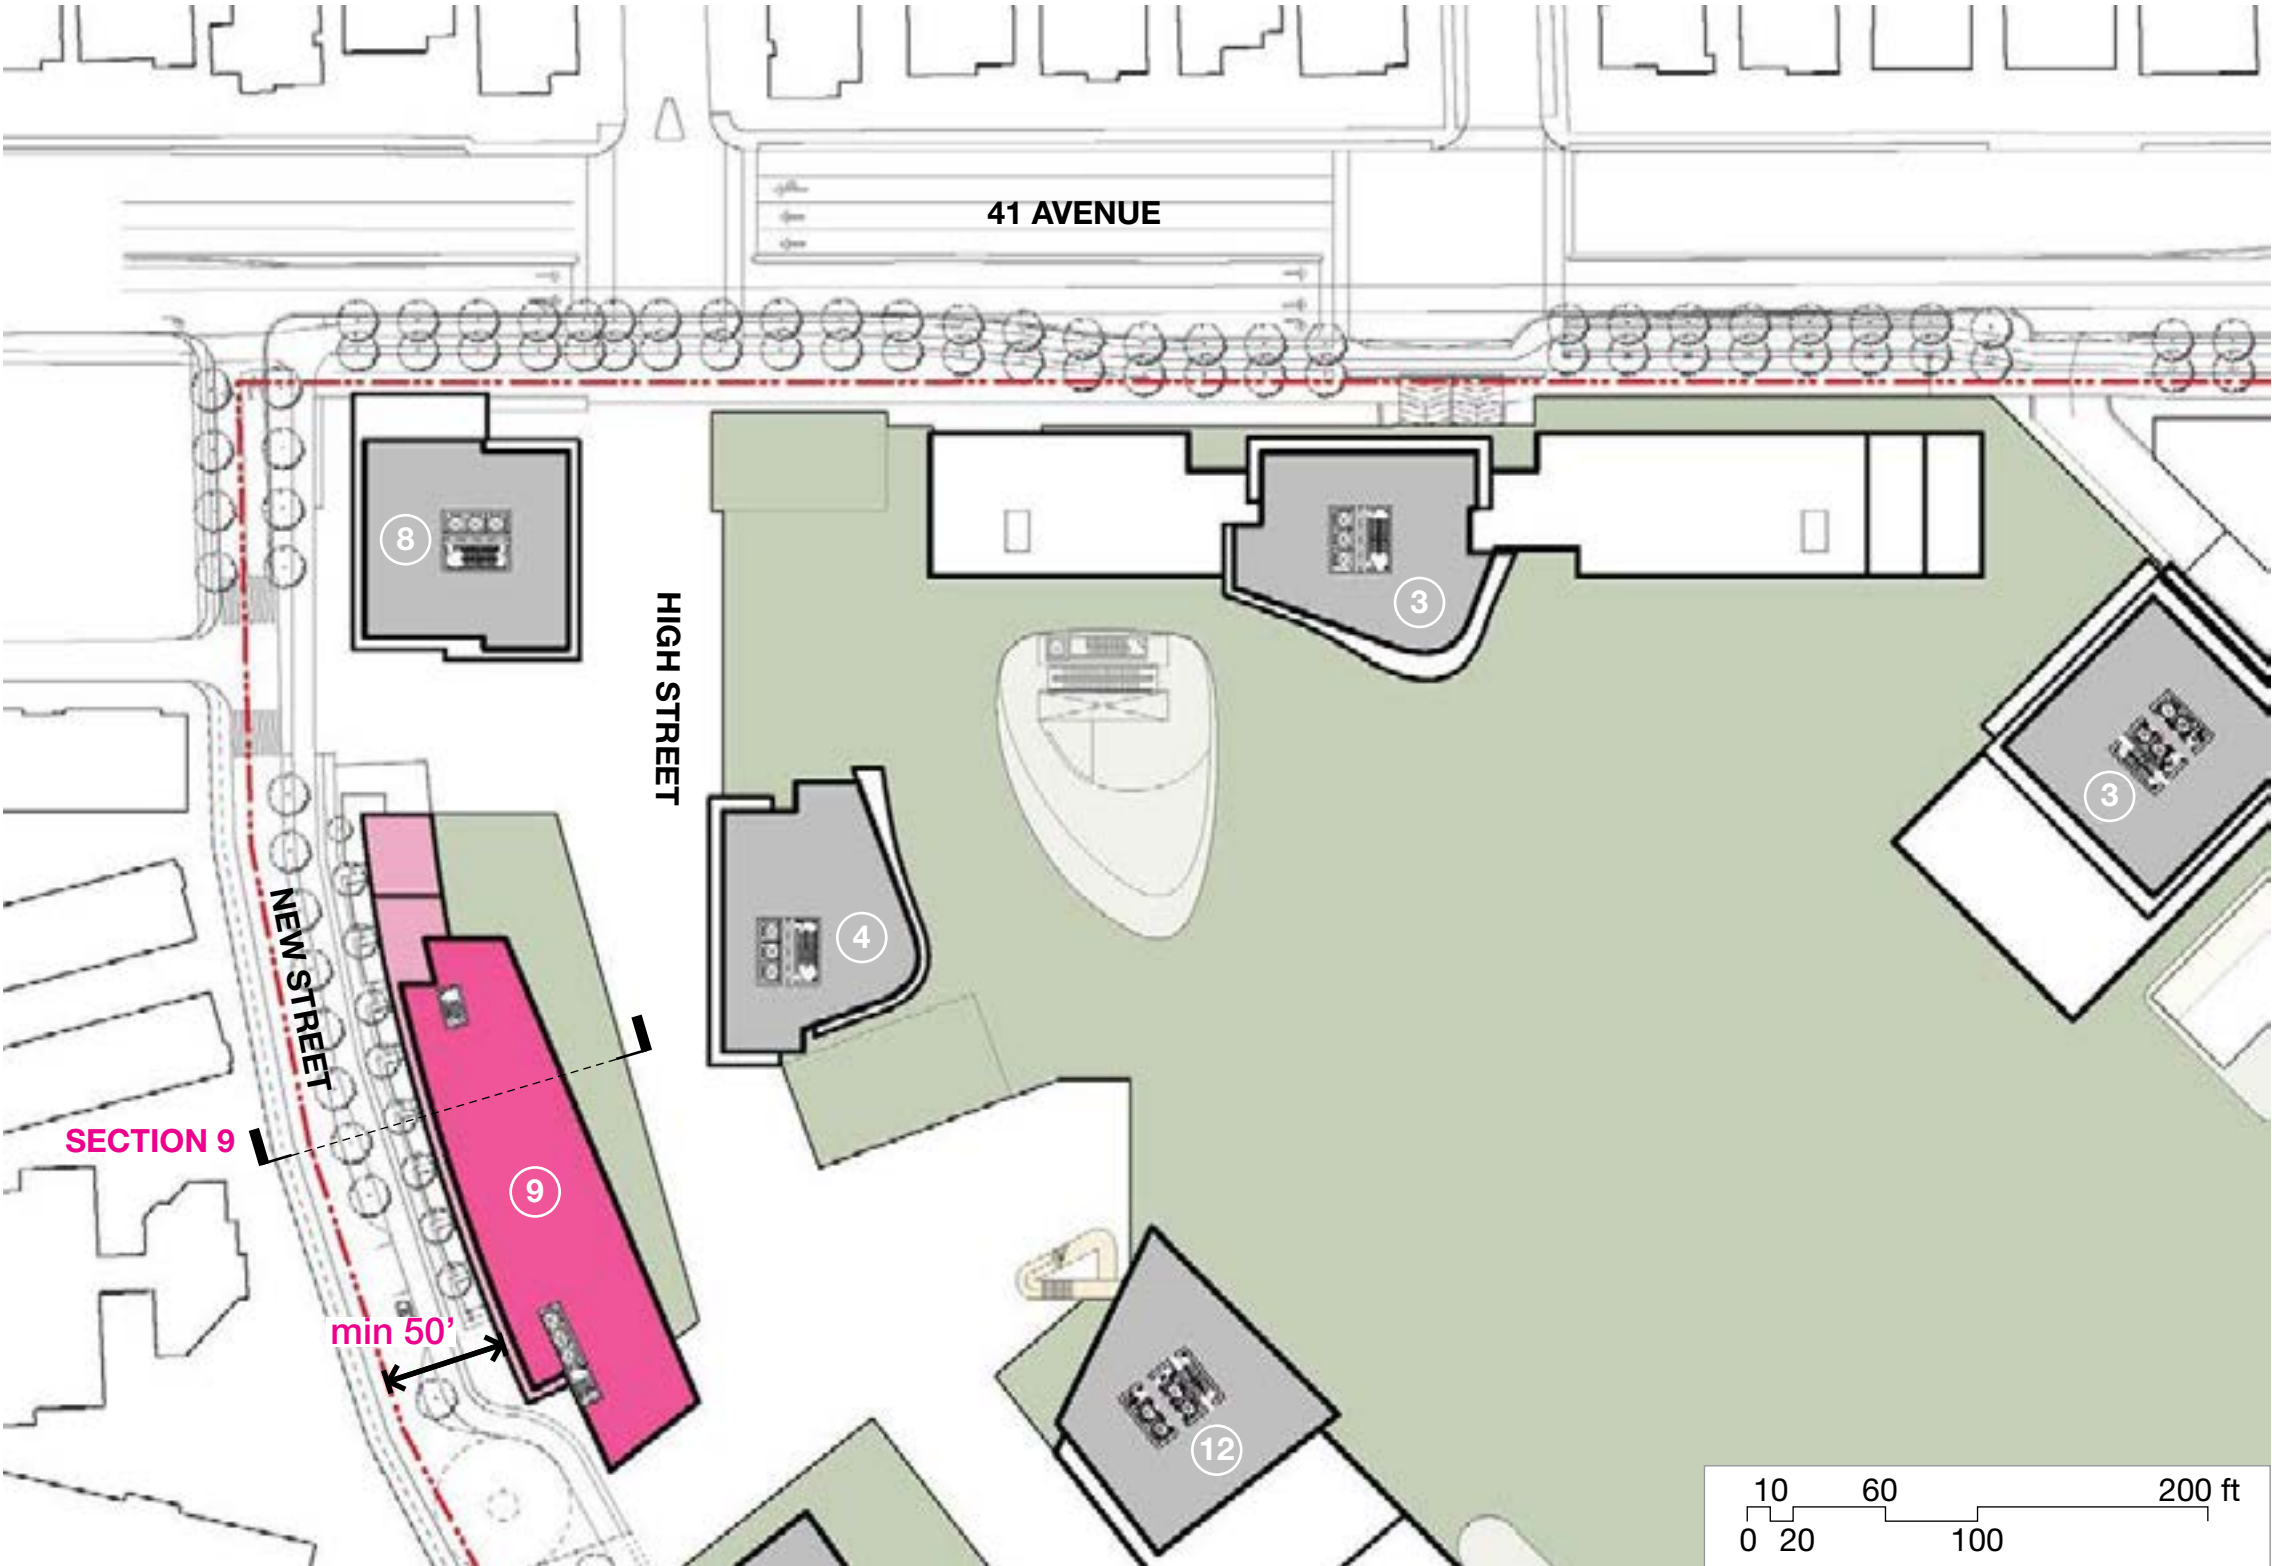 41 AVENUE
8
3
HIGH STREET
3
4
NEW STREET
SECTION 9
9
min 50’
12
10 60 200 ft
0 20 100